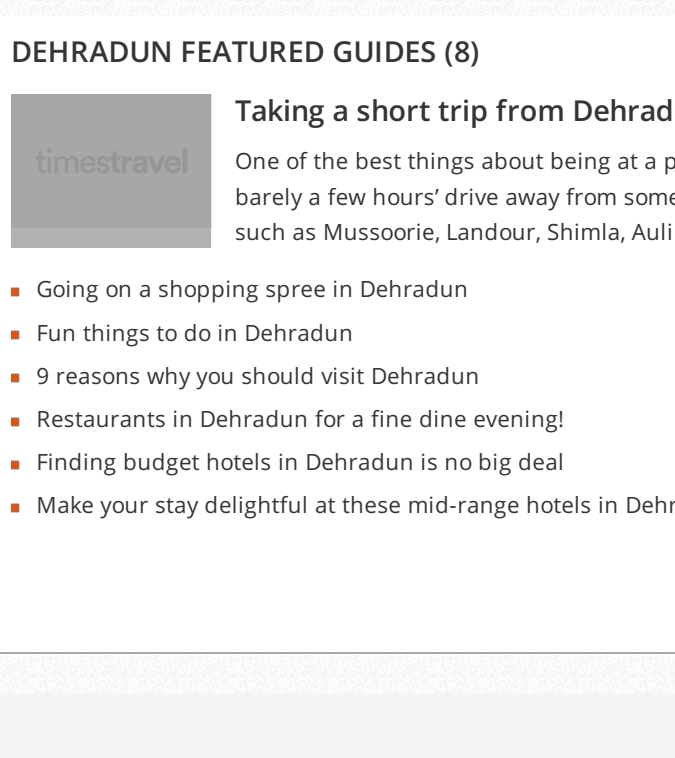 DEHRADUN FEATURED GUIDES (8)
timestravel
Taking a short trip from Dehrad
One of the best things about being at a p
barely a few hours’ drive away from some
such as Mussoorie, Landour, Shimla, Auli
Going on a shopping spree in Dehradun
Fun things to do in Dehradun
9 reasons why you should visit Dehradun
Restaurants in Dehradun for a fine dine evening!
Finding budget hotels in Dehradun is no big deal
Make your stay delightful at these mid-range hotels in Dehr